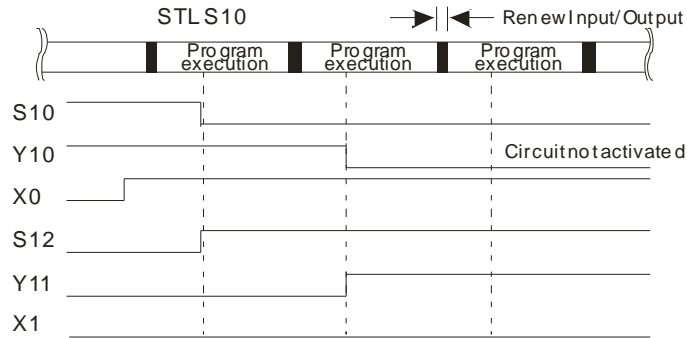 STL S10
Renew Input/Output
Program execution
Program execution
Program execution
S10
Y10
Circuit not activated
X0
S12
Y11
X1